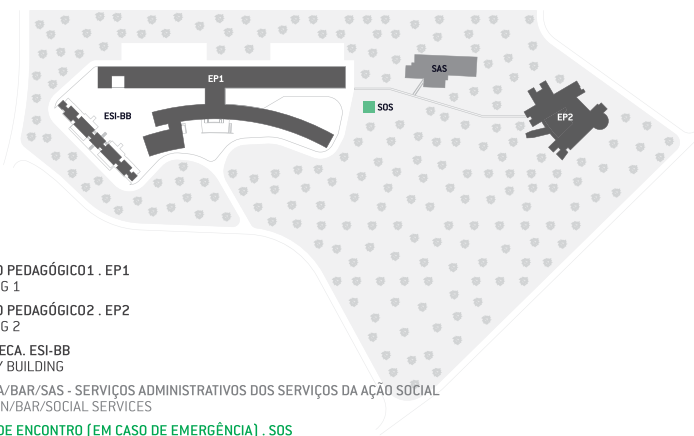 EP1
SAS
SOS
ESI-BB
EP2
PEDAGÓGICO1 . EP1
G 1
PEDAGÓGICO2 . EP2
G 2
ECA. ESI-BB
Y BUILDING
A/BAR/SAS - SERVIÇOS ADMINISTRATIVOS DOS SERVIÇOS DA AÇÃO SOCIAL
N/BAR/SOCIAL SERVICES
DE ENCONTRO (EM CASO DE EMERGÊNCIA) . SOS